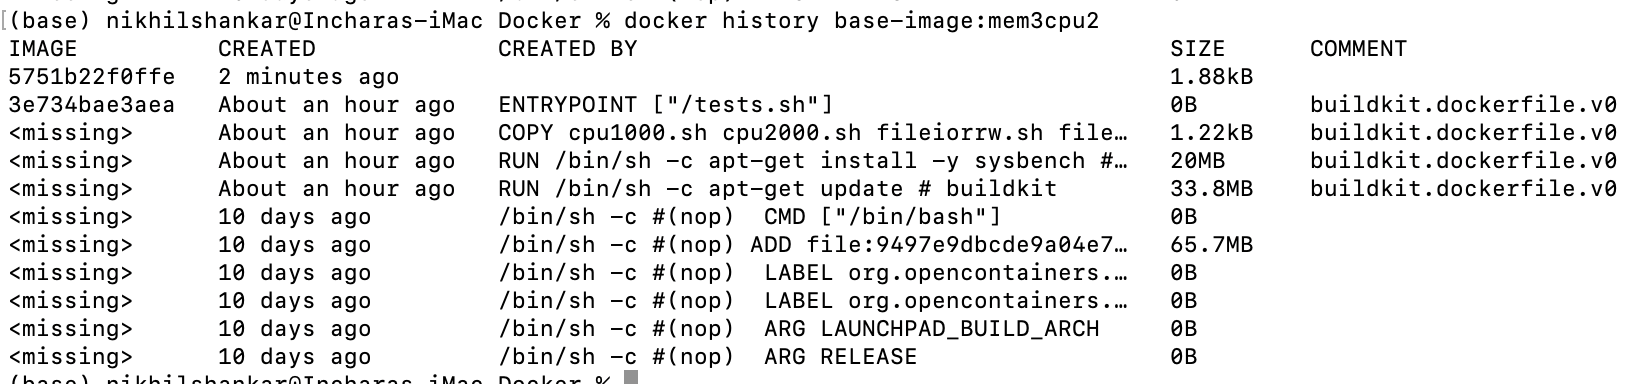 (base) nikhilshankar@Incharas-iMac Docker % docker history base-image:mem3cpu2
IMAGE CREATED CREATED BY SIZE COMMENT
5751b22f0ffe 2 minutes ago 1.88kB
3e734bae3aea About an hour ago ENTRYPOINT ["/tests.sh"] 0B buildkit.dockerfile.v0
<missing> About an hour ago COPY cpu1000.sh cpu2000.sh fileiorrw.sh file… 1.22kB buildkit.dockerfile.v0
<missing> About an hour ago RUN /bin/sh -c apt-get install -y sysbench #… 20MB buildkit.dockerfile.v0
<missing> About an hour ago RUN /bin/sh -c apt-get update # buildkit 33.8MB buildkit.dockerfile.v0
<missing> 10 days ago /bin/sh -c #(nop) CMD ["/bin/bash"] 0B
<missing> 10 days ago /bin/sh -c #(nop) ADD file:9497e9dbcde9a04e7… 65.7MB
<missing> 10 days ago /bin/sh -c #(nop) LABEL org.opencontainers.… 0B
<missing> 10 days ago /bin/sh -c #(nop) LABEL org.opencontainers.… 0B
<missing> 10 days ago /bin/sh -c #(nop) ARG LAUNCHPAD_BUILD_ARCH 0B
<missing> 10 days ago /bin/sh -c #(nop) ARG RELEASE 0B
(base) nikhilshankar@Incharas-iMac Docker %